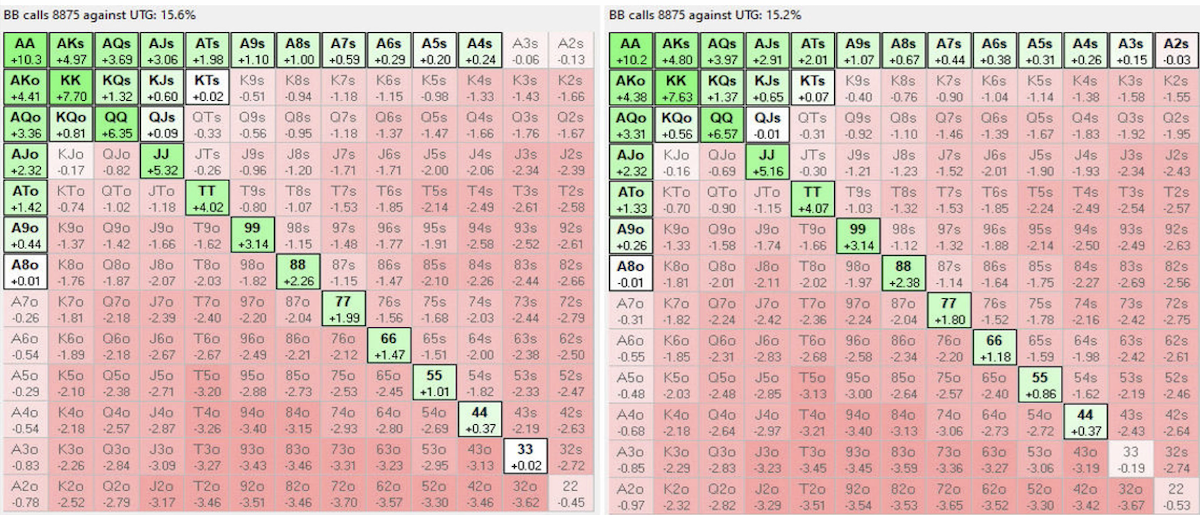 BB calls 8875 against UTG: 15.6%
AA AKs AQs AJs ATs A9s A8s A7s A6s A5s A4s A3s A2s
+10.3 +4.97 +3.69 +3.06 +1.98 +1.10 +1.00 +0.59 +0.29 +0.20 +0.24 -0.06 -0.13
AKo KK KQs KJs KTs K9s K8s K7s K6s K5s K4s K3s K2s
+4.41 +7.70 +1.32 +0.60 +0.02 -0.51 -0.94 -1.18 -1.15 -0.98 -1.33 -1.43 -1.66
AQo KQo QQ QJs QTs Q9s Q8s Q7s Q6s Q5s Q4s Q3s Q2s
+3.36 +0.81 +6.35 +0.09 -0.33 -0.56 -0.95 -1.18 -1.37 -1.47 -1.66 -1.76 -1.67
AJo KJo QJo JJ JTs J9s J8s J7s J6s J5s J4s J3s J2s
+2.32 -0.17 -0.82 +5.32 -0.26 -0.96 -1.20 -1.71 -1.71 -2.00 -2.06 -2.34 -2.39
ATo KTo QTo JTo TT T9s T8s T7s T6s T5s T4s T3s T2s
+1.42 -0.74 -1.02 -1.18 +4.02 -0.80 -1.07 -1.53 -1.85 -2.14 -2.49 -2.61 -2.58
A9o K9o Q9o J9o T9o 99 98s 97s 96s 95s 94s 93s 92s
+0.44 -1.37 -1.42 -1.66 -1.62 +3.14 -1.15 -1.48 -1.77 -1.91 -2.58 -2.52 -2.61
A8o K8o Q8o J8o T8o 98o 88 87s 86s 85s 84s 83s 82s
+0.01 -1.76 -1.87 -2.07 -2.03 -1.82 +2.26 -1.15 -1.47 -2.10 -2.26 -2.44 -2.66
A7o K7o Q7o J7o T7o 97o 87o 77 76s 75s 74s 73s 72s
-0.26 -1.81 -2.18 -2.39 -2.40 -2.20 -2.04 +1.99 -1.56 -1.68 -2.03 -2.44 -2.79
A6o K6o Q6o J6o T6o 96o 86o 76o 66 65s 64s 63s 62s
-0.54 -1.89 -2.18 -2.67 -2.67 -2.49 -2.21 -2.12 +1.47 -1.51 -2.00 -2.38 -2.50
A5o K5o Q5o J5o T5o 95o 85o 75o 65o 55 54s 53s 52s
-0.29 -2.10 -2.38 -2.71 -3.20 -2.88 -2.73 -2.53 -2.45 +1.01 -1.82 -2.33 -2.47
A4o K4o Q4o J4o T4o 94o 84o 74o 64o 54o 44 43s 42s
-0.54 -2.18 -2.57 -2.87 -3.26 -3.40 -3.15 -2.93 -2.80 -2.69 +0.37 -2.19 -2.63
A3o K3o Q3o J3o T3o 93o 83o 73o 63o 53o 43o 33 32s
-0.83 -2.26 -2.84 -3.09 -3.27 -3.43 -3.46 -3.31 -3.23 -2.95 -3.13 +0.02 -2.72
A2o K2o Q2o J2o T2o 92o 82o 72o 62o 52o 42o 32o 22
-0.78 -2.52 -2.79 -3.17 -3.46 -3.51 -3.46 -3.70 -3.57 -3.30 -3.46 -3.62 -0.45
BB calls 8875 against UTG: 15.2%
AA AKs AQs AJs ATs A9s A8s A7s A6s A5s A4s A3s A2s
+10.2 +4.80 +3.97 +2.91 +2.01 +1.07 +0.67 +0.44 +0.38 +0.31 +0.26 +0.15 -0.03
AKo KK KQs KJs KTs K9s K8s K7s K6s K5s K4s K3s K2s
+4.38 +7.63 +1.37 +0.65 +0.07 -0.40 -0.76 -0.90 -1.04 -1.14 -1.38 -1.58 -1.55
AQo KQo QQ QJs QTs Q9s Q8s Q7s Q6s Q5s Q4s Q3s Q2s
+3.31 +0.56 +6.57 -0.01 -0.31 -0.92 -1.10 -1.46 -1.39 -1.67 -1.83 -1.92 -1.95
AJo KJo QJo JJ JTs J9s J8s J7s J6s J5s J4s J3s J2s
+2.32 -0.16 -0.69 +5.16 -0.30 -1.21 -1.23 -1.52 -2.01 -1.90 -1.93 -2.34 -2.43
ATo KTo QTo JTo TT T9s T8s T7s T6s T5s T4s T3s T2s
+1.33 -0.70 -0.90 -1.15 +4.07 -1.03 -1.32 -1.53 -1.85 -2.24 -2.49 -2.54 -2.57
A9o K9o Q9o J9o T9o 99 98s 97s 96s 95s 94s 93s 92s
+0.26 -1.33 -1.58 -1.74 -1.66 +3.14 -1.12 -1.32 -1.88 -2.14 -2.50 -2.49 -2.63
A8o K8o Q8o J8o T8o 98o 88 87s 86s 85s 84s 83s 82s
-0.01 -1.81 -2.01 -2.11 -2.02 -1.97 +2.38 -1.14 -1.64 -1.75 -2.27 -2.69 -2.56
A7o K7o Q7o J7o T7o 97o 87o 77 76s 75s 74s 73s 72s
-0.31 -1.82 -2.24 -2.42 -2.36 -2.24 -2.04 +1.80 -1.52 -1.78 -2.16 -2.42 -2.75
A6o K6o Q6o J6o T6o 96o 86o 76o 66 65s 64s 63s 62s
-0.55 -1.85 -2.31 -2.83 -2.68 -2.58 -2.34 -2.20 +1.18 -1.59 -1.98 -2.42 -2.61
A5o K5o Q5o J5o T5o 95o 85o 75o 65o 55 54s 53s 52s
-0.48 -2.03 -2.48 -2.85 -3.13 -3.00 -2.64 -2.57 -2.40 +0.86 -1.62 -2.19 -2.46
A4o K4o Q4o J4o T4o 94o 84o 74o 64o 54o 44 43s 42s
-0.68 -2.18 -2.64 -2.97 -3.21 -3.40 -3.13 -3.06 -2.73 -2.72 +0.37 -2.43 -2.64
A3o K3o Q3o J3o T3o 93o 83o 73o 63o 53o 43o 33 32s
-0.85 -2.29 -2.83 -3.23 -3.45 -3.45 -3.59 -3.36 -3.27 -3.06 -3.19 -0.19 -2.74
A2o K2o Q2o J2o T2o 92o 82o 72o 62o 52o 42o 32o 22
-0.97 -2.32 -2.82 -3.29 -3.51 -3.54 -3.53 -3.65 -3.52 -3.30 -3.42 -3.67 -0.53